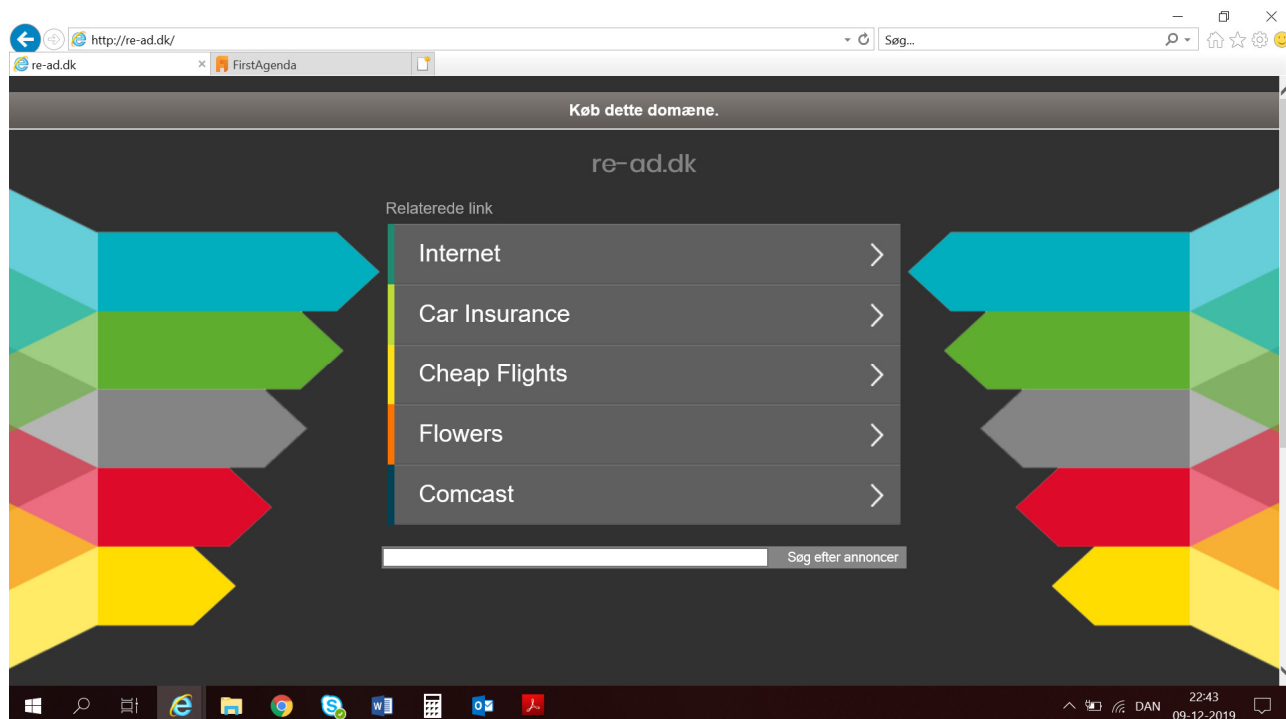 http://re-ad.dk/
Søg...
re-ad.dk
FirstAgenda
Køb dette domæne.
re-ad.dk
Relaterede link
Internet
Car Insurance
Cheap Flights
Flowers
Comcast
Søg efter annoncer
DAN
22:43
09-12-2019